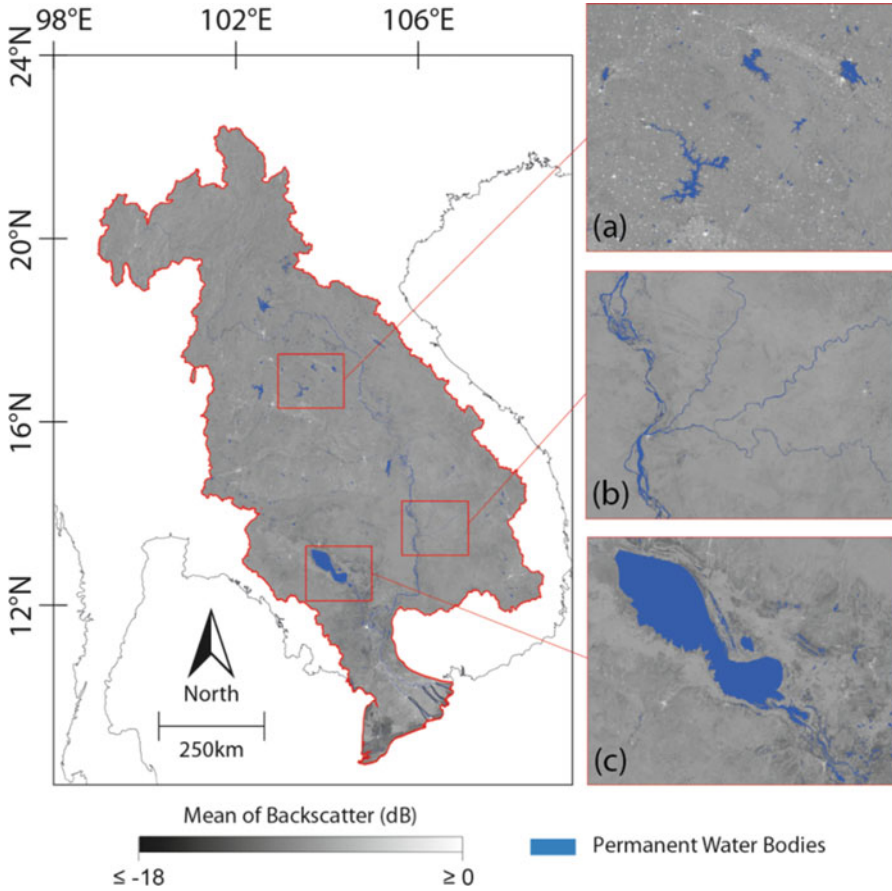 98°E
102°E
106°E
24°N
20°N
16°N
12°N
North
250km
(a)
(b)
(c)
Mean of Backscatter (dB)
≤ -18
≥ 0
Permanent Water Bodies